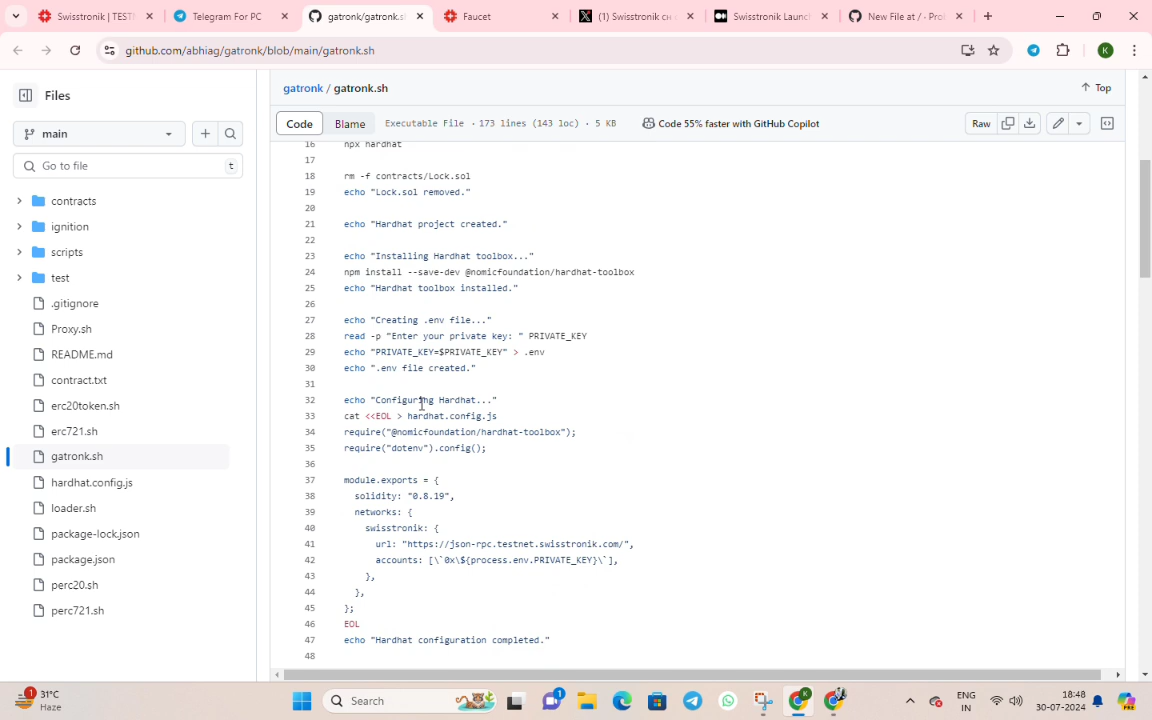 Swisstronik | TEST
Telegram For PC
gatronk/gatronk.s
Faucet
(1) Swisstronik
Swisstronik Launc
New File at / · Pro
github.com/abhiag/gatronk/blob/main/gatronk.sh
K
Files
main
Go to file
t
contracts
ignition
scripts
test
.gitignore
Proxy.sh
README.md
contract.txt
erc20token.sh
erc721.sh
gatronk.sh
hardhat.config.js
loader.sh
package-lock.json
package.json
perc20.sh
perc721.sh
gatronk / gatronk.sh
Top
Code
Blame
Executable File · 173 lines (143 loc) · 5 KB
Code 55% faster with GitHub Copilot
Raw
16 npx hardhat
17
18 rm -f contracts/Lock.sol
19 echo "Lock.sol removed."
20
21 echo "Hardhat project created."
22
23 echo "Installing Hardhat toolbox..."
24 npm install --save-dev @nomicfoundation/hardhat-toolbox
25 echo "Hardhat toolbox installed."
26
27 echo "Creating .env file..."
28 read -p "Enter your private key: " PRIVATE_KEY
29 echo "PRIVATE_KEY=$PRIVATE_KEY" > .env
30 echo ".env file created."
31
32 echo "Configuring Hardhat..."
33 cat <<EOL > hardhat.config.js
34 require("@nomicfoundation/hardhat-toolbox");
35 require("dotenv").config();
36
37 module.exports = {
38 solidity: "0.8.19",
39 networks: {
40 swisstronik: {
41 url: "https://json-rpc.testnet.swisstronik.com/",
42 accounts: [\`0x\${process.env.PRIVATE_KEY}\`],
43 },
44 },
45 };
46 EOL
47 echo "Hardhat configuration completed."
48
1
31°C
Haze
Search
1
K
ENG
IN
18:48
30-07-2024
PRE